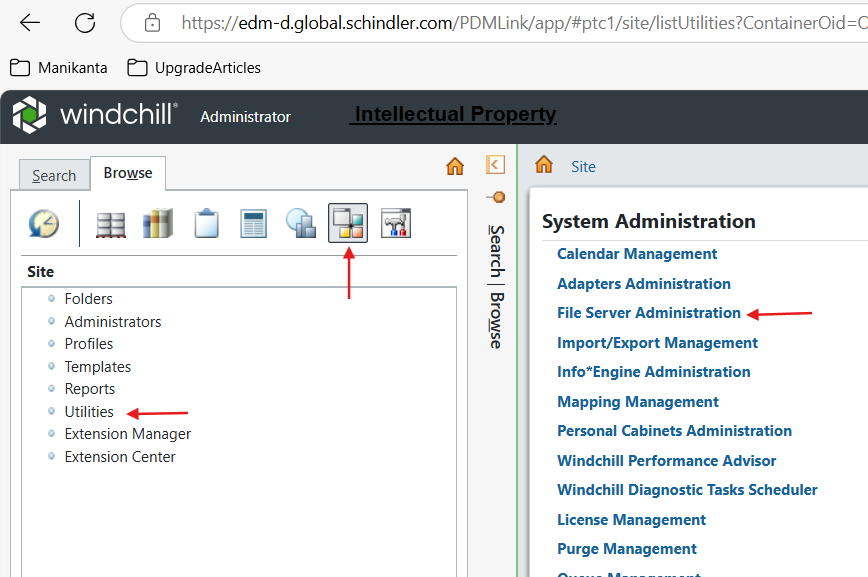 https://edm-d.global.schindler.com/PDMLink/app/#ptc1/site/listUtilities?ContainerOid=O
Manikanta
UpgradeArticles
windchill® Administrator Intellectual Property
Search
Browse
Site
Folders
Administrators
Profiles
Templates
Reports
Utilities
Extension Manager
Extension Center
Search | Browse
Site
System Administration
Calendar Management
Adapters Administration
File Server Administration
Import/Export Management
Info*Engine Administration
Mapping Management
Personal Cabinets Administration
Windchill Performance Advisor
Windchill Diagnostic Tasks Scheduler
License Management
Purge Management
Queue Management